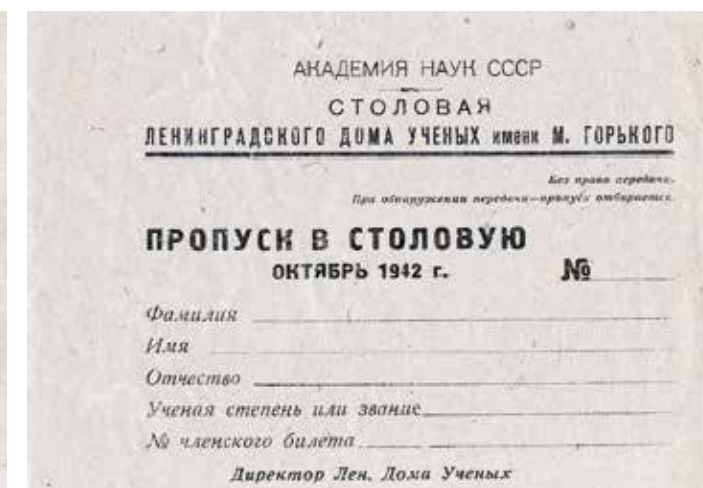 АКАДЕМИЯ НАУК СССР
СТОЛОВАЯ
ЛЕНИНГРАДСКОГО ДОМА УЧЕНЫХ имени М. ГОРЬКОГО
Без права передачи.
При обнаружении передачи—пропуск отбирается.
ПРОПУСК В СТОЛОВУЮ
ОКТЯБРЬ 1942 г. №
Фамилия
Имя
Отчество
Ученая степень или звание
№ членского билета
Директор Лен. Дома Ученых